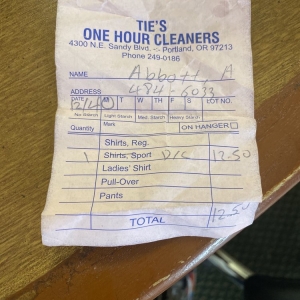 TIE'S
ONE HOUR CLEANERS
4300 N.E. Sandy Blvd. -:- Portland, OR 97213
Phone 249-0186
NAME Abbott, A
ADDRESS 484-6033
DATE M T W T F S LOT NO.
No Starch Light Starch Med. Starch Heavy Starch
Mark ON HANGER
Quantity
Shirts, Reg.
1 Shirts, Sport D/C 12.50
Ladies' Shirt
Pull-Over
Pants
TOTAL 12.50